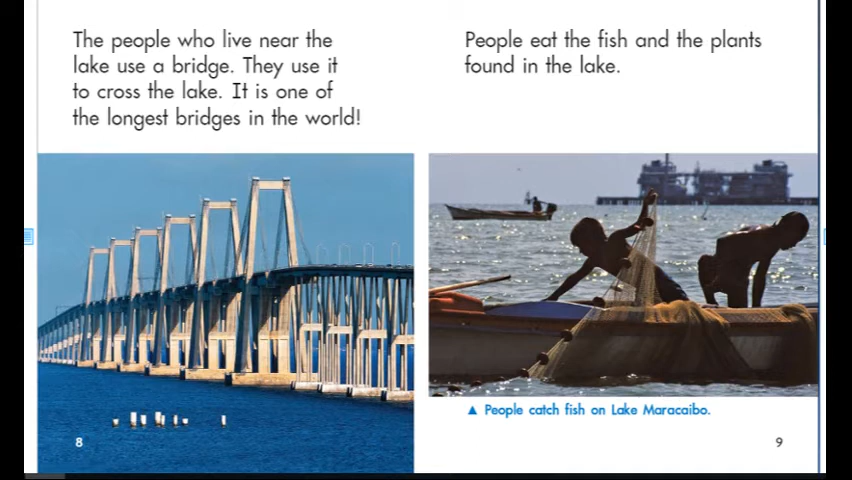 The people who live near the
lake use a bridge. They use it
to cross the lake. It is one of
the longest bridges in the world!
8
People eat the fish and the plants
found in the lake.
▲ People catch fish on Lake Maracaibo.
9